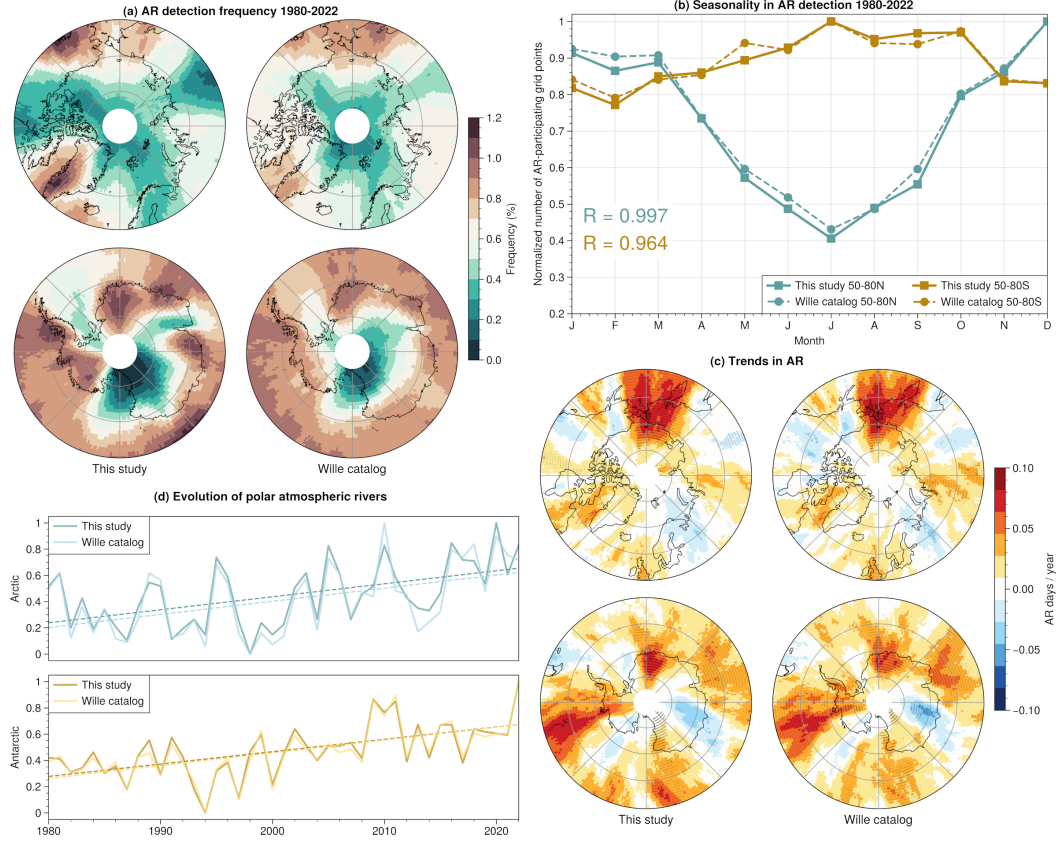 (a) AR detection frequency 1980-2022
1.2
1.0
0.8
0.6
0.4
0.2
0.0
Frequency (%)
This study
Wille catalog
(b) Seasonality in AR detection 1980-2022
Normalized number of AR-participating grid points
1
0.9
0.8
0.7
0.6
0.5
0.4
0.3
0.2
R = 0.997
R = 0.964
This study 50-80N
Wille catalog 50-80N
This study 50-80S
Wille catalog 50-80S
J
F
M
A
M
J
J
A
S
O
N
D
Month
(c) Trends in AR
0.10
0.05
0.00
−0.05
−0.10
AR days / year
This study
Wille catalog
(d) Evolution of polar atmospheric rivers
Arctic
1
0.8
0.6
0.4
0.2
0
This study
Wille catalog
Antarctic
1
0.8
0.6
0.4
0.2
0
This study
Wille catalog
1980
1990
2000
2010
2020